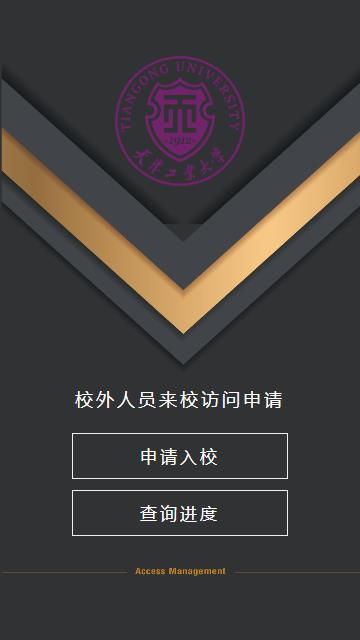 TIANGONG UNIVERSITY
1912
天津工业大学
校外人员来校访问申请
申请入校
查询进度
Access Management